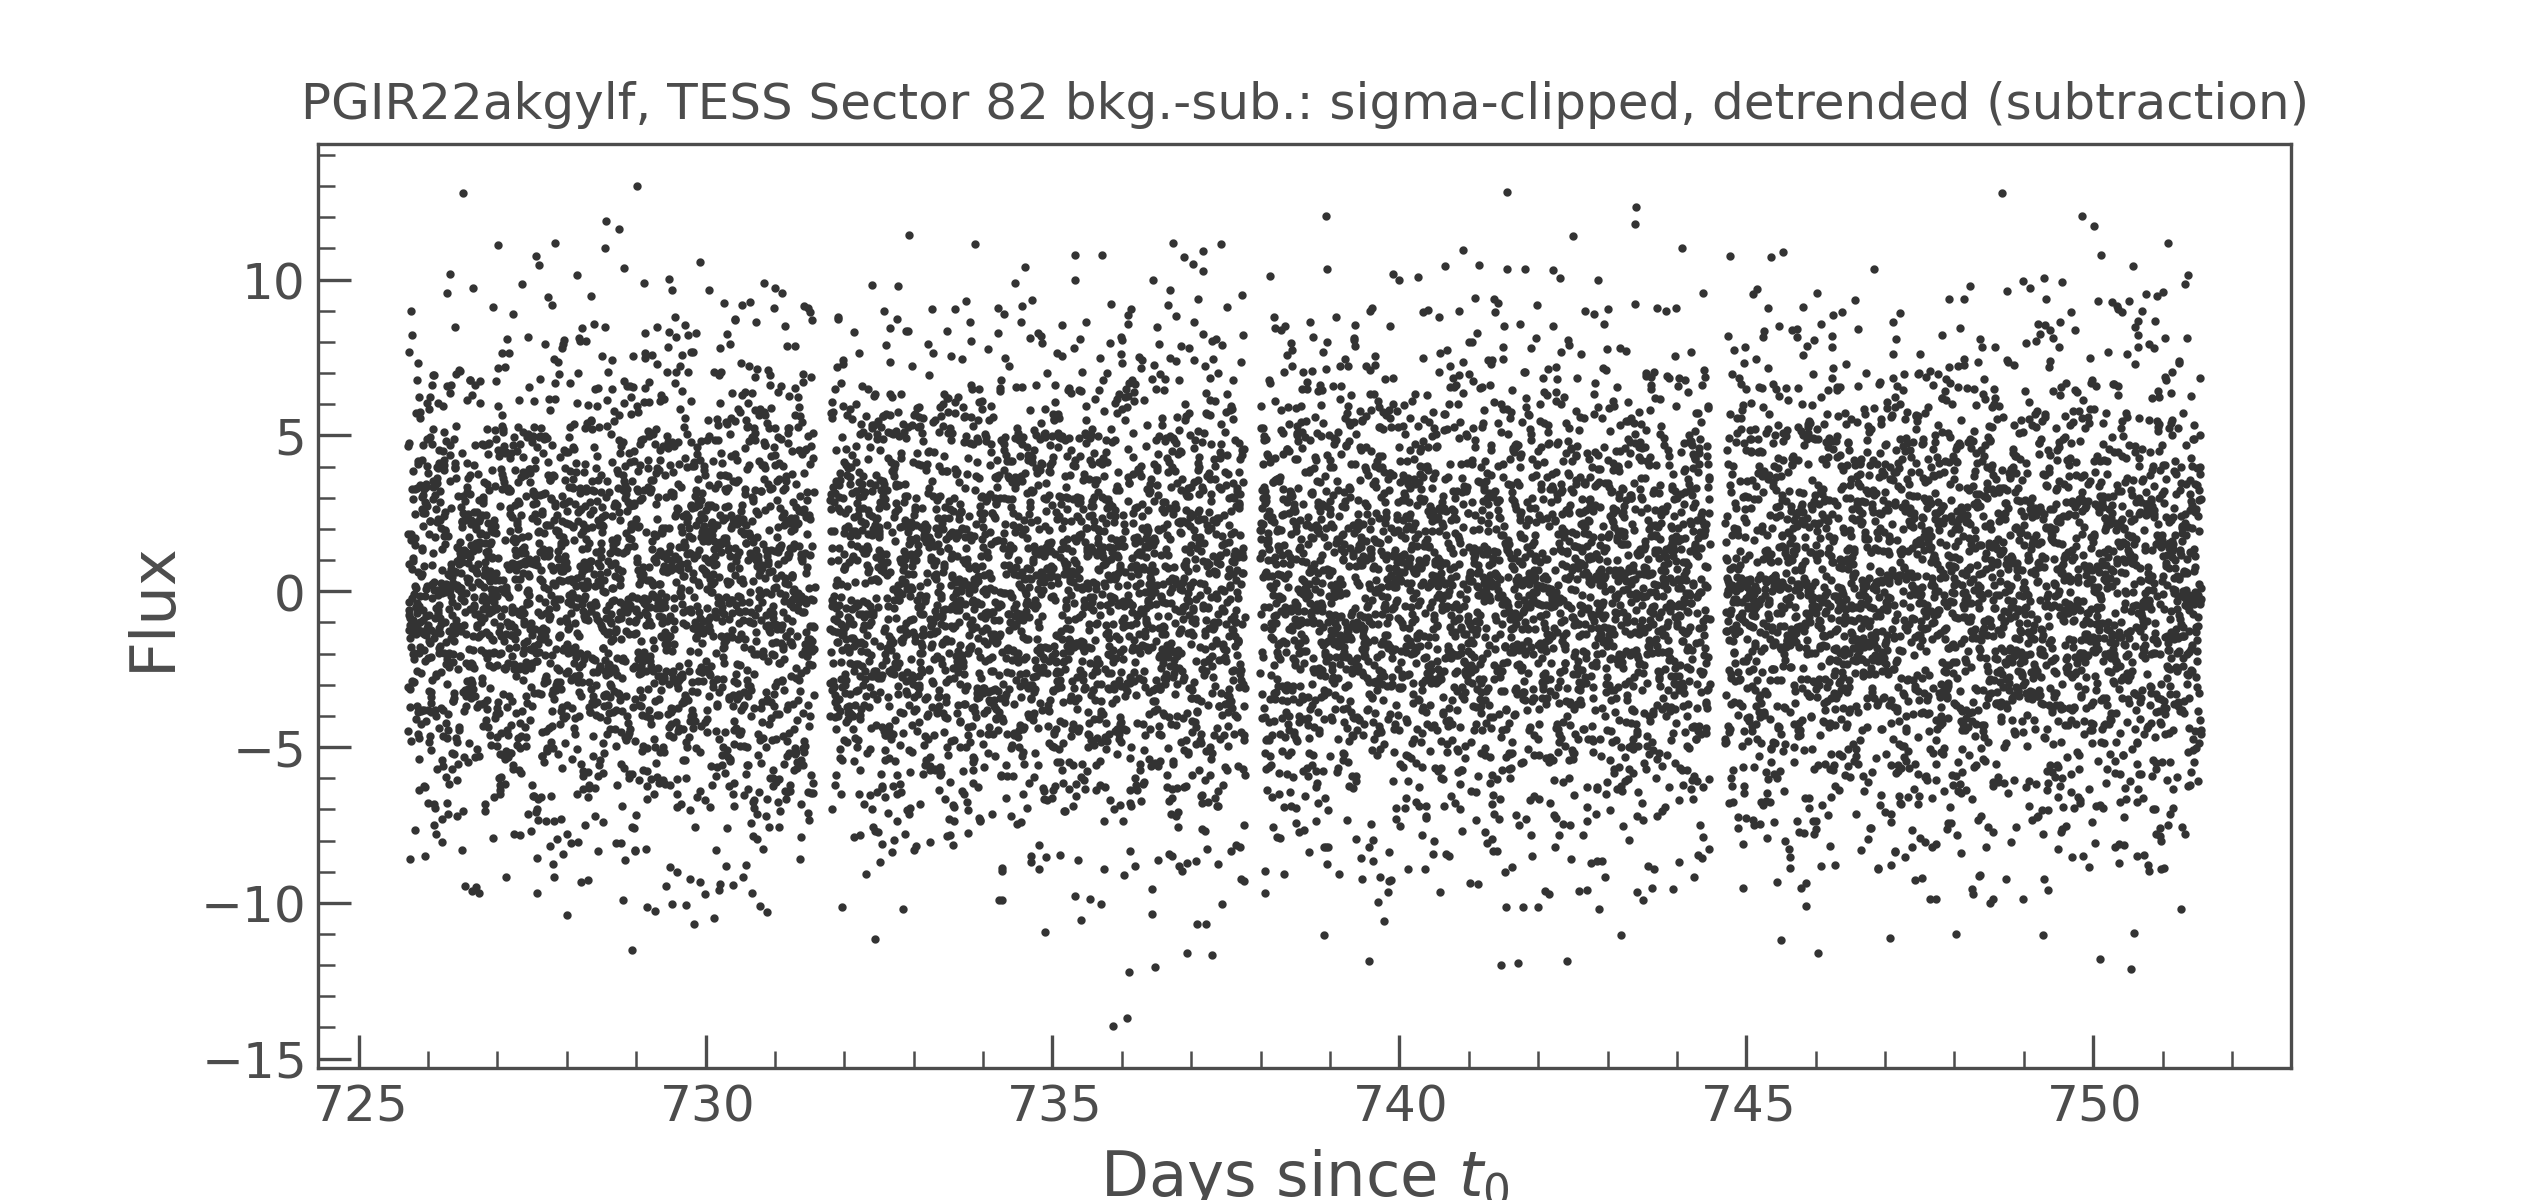 PGIR22akgylf, TESS Sector 82 bkg.-sub.: sigma-clipped, detrended (subtraction)
Flux
10
5
0
−5
−10
−15
725 730 735 740 745 750
Days since t0